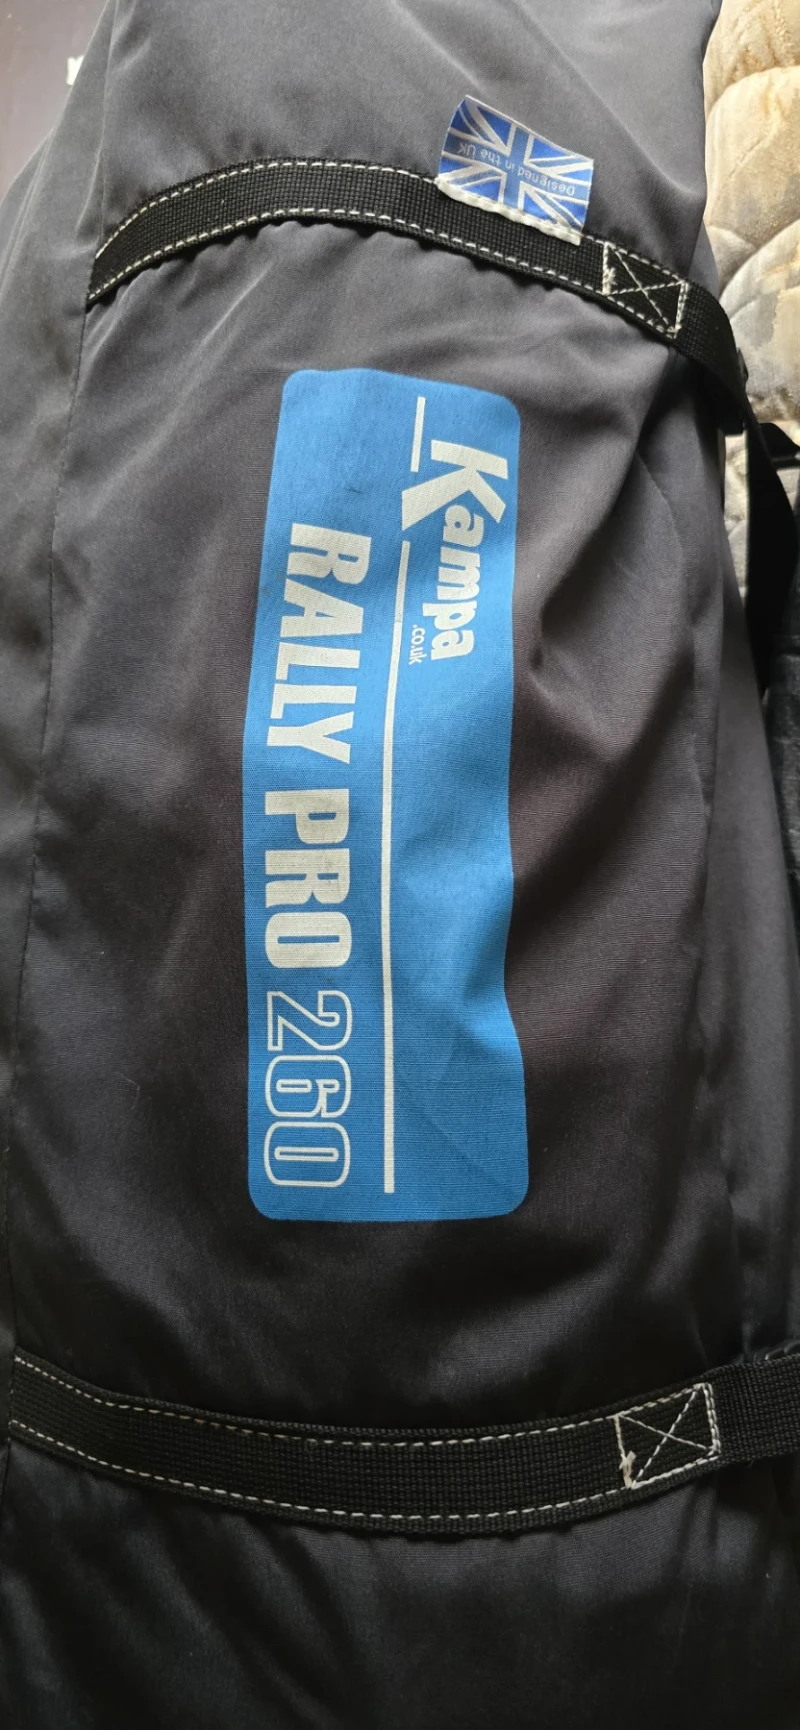 Designed in the UK
Kampa
.co.uk
RALLY PRO 260